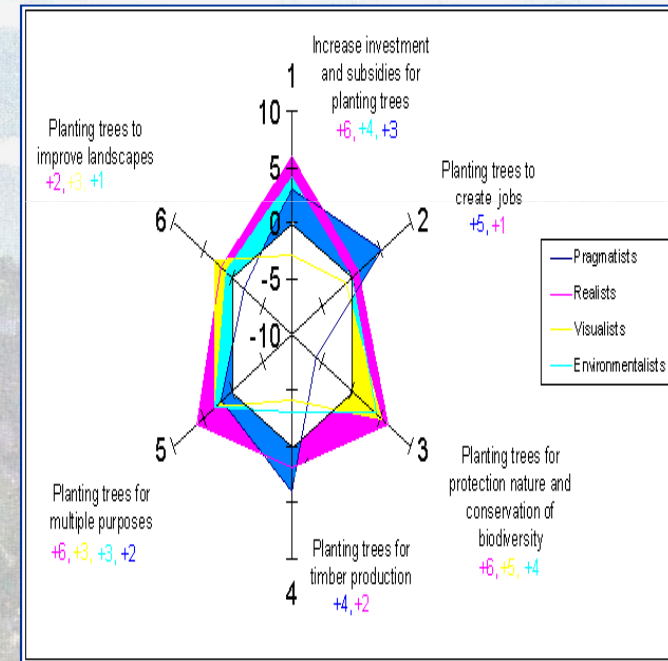 Increase investment
and subsidies for
planting trees
+6, +4, +3
1
10
5
0
-5
-10
Planting trees to
improve landscapes
+2, +3, +1
6
Planting trees to
create jobs
+5, +1
2
Pragmatists
Realists
Visualists
Environmentalists
5
3
Planting trees for
multiple purposes
+6, +3, +3, +2
Planting trees for
protection nature and
conservation of
biodiversity
+6, +5, +4
Planting trees for
timber production
+4, +2
4